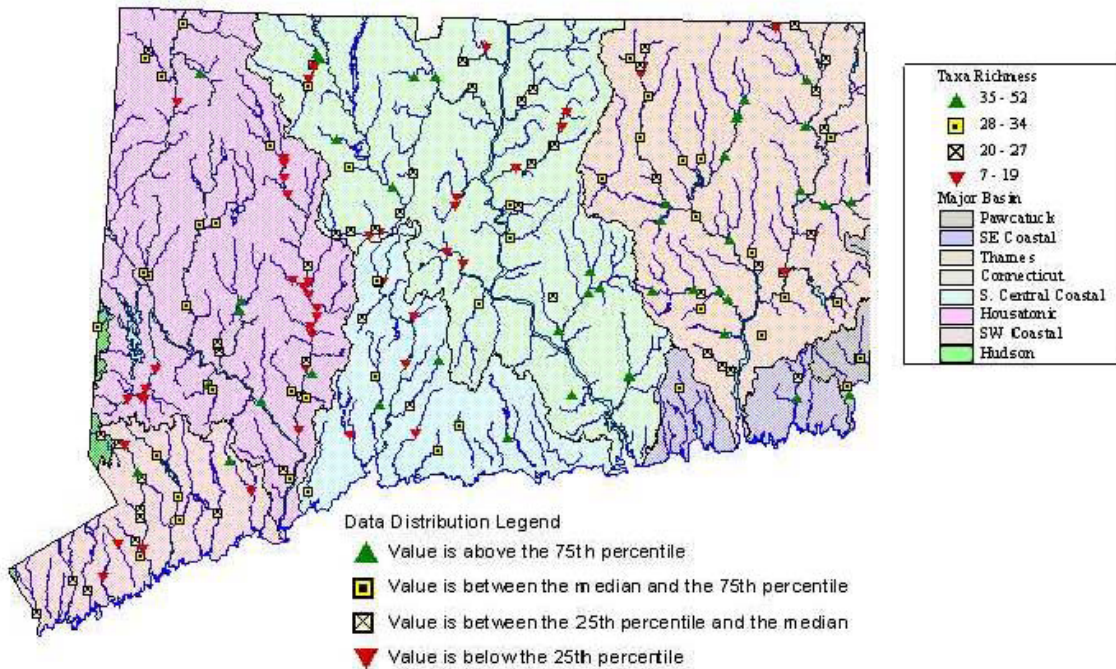 Taxa Richness
35 - 52
28 - 34
20 - 27
7 - 19
Major Basin
Pawcatuck
SE Coastal
Thames
Connecticut
S. Central Coastal
Housatonic
SW Coastal
Hudson
Data Distribution Legend
Value is above the 75th percentile
Value is between the median and the 75th percentile
Value is between the 25th percentile and the median
Value is below the 25th percentile